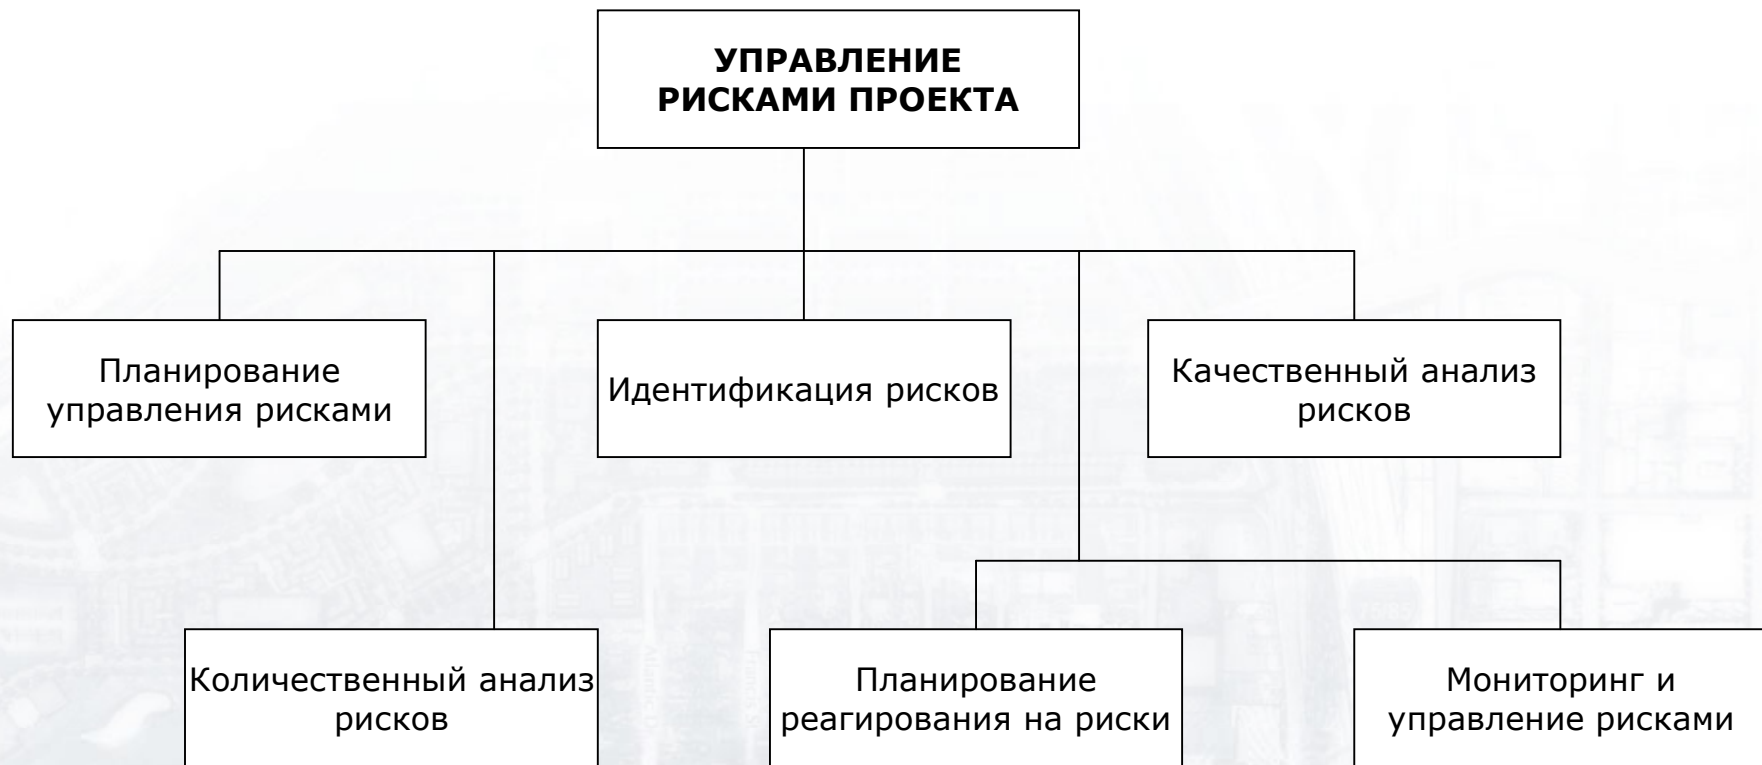 УПРАВЛЕНИЕ
РИСКАМИ ПРОЕКТА
Планирование
управления рисками
Идентификация рисков
Качественный анализ
рисков
Количественный анализ
рисков
Планирование
реагирования на риски
Мониторинг и
управление рисками